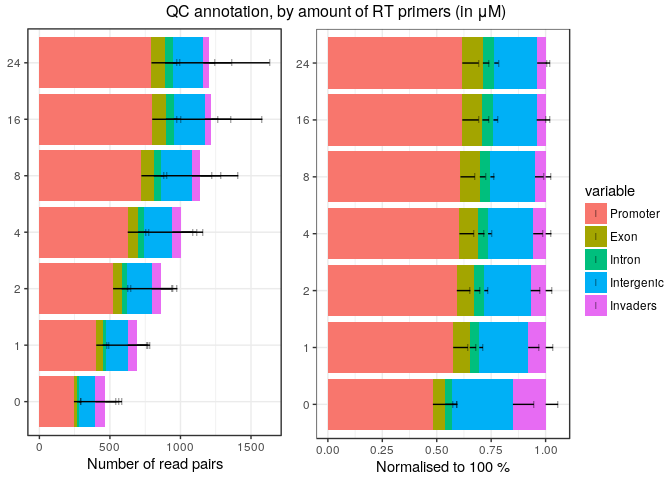 QC annotation, by amount of RT primers (in μM)
24
16
8
4
2
1
0
0
500
1000
1500
Number of read pairs
24
16
8
4
2
1
0
0.00
0.25
0.50
0.75
1.00
Normalised to 100 %
variable
Promoter
Exon
Intron
Intergenic
Invaders